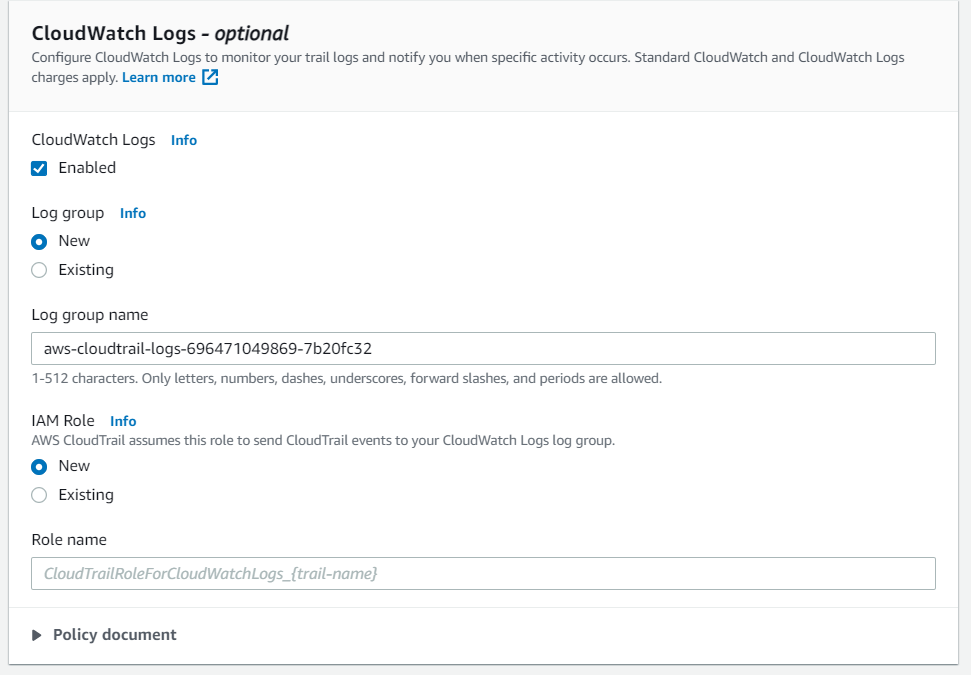 CloudWatch Logs - optional
Configure CloudWatch Logs to monitor your trail logs and notify you when specific activity occurs. Standard CloudWatch and CloudWatch Logs
charges apply. Learn more
CloudWatch Logs Info
Enabled
Log group Info
New
Existing
Log group name
aws-cloudtrail-logs-696471049869-7b20fc32
1-512 characters. Only letters, numbers, dashes, underscores, forward slashes, and periods are allowed.
IAM Role Info
AWS CloudTrail assumes this role to send CloudTrail events to your CloudWatch Logs log group.
New
Existing
Role name
CloudTrailRoleForCloudWatchLogs_{trail-name}
Policy document